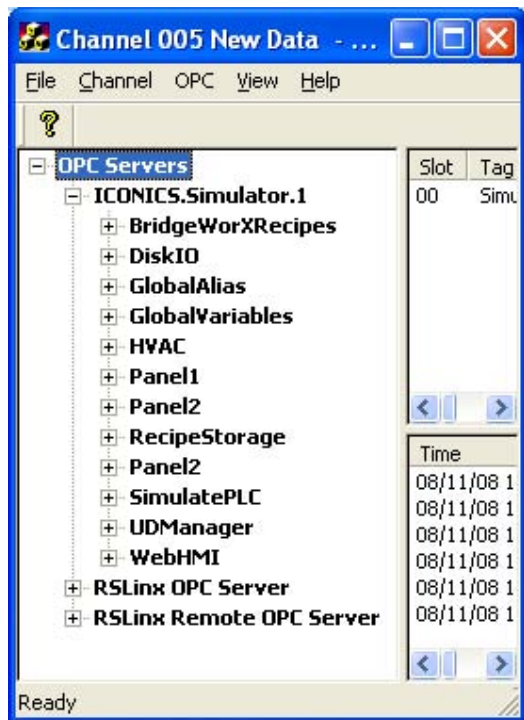 Channel 005 New Data - ...
File Channel OPC View Help
OPC Servers
ICONICS.Simulator.1
BridgeWorXRecipes
DiskIO
GlobalAlias
GlobalVariables
HVAC
Panel1
Panel2
RecipeStorage
Panel2
SimulatePLC
UDManager
WebHMI
RSLinx OPC Server
RSLinx Remote OPC Server
Slot Tag
00 Simu
Time
08/11/08 1
08/11/08 1
08/11/08 1
08/11/08 1
08/11/08 1
08/11/08 1
Ready